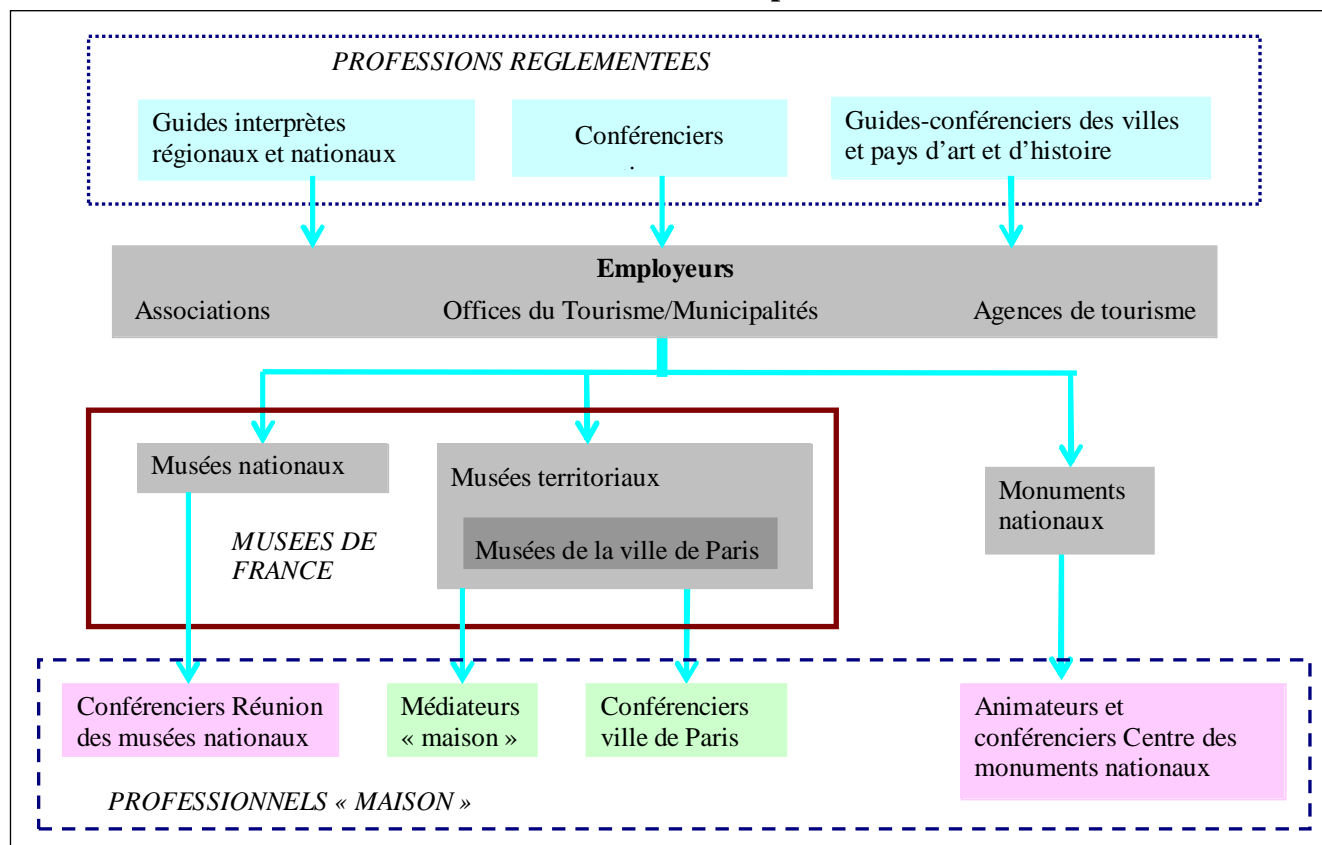 PROFESSIONS REGLEMENTEES
Guides interprètes
régionaux et nationaux
Conférenciers
.
Guides-conférenciers des villes
et pays d’art et d’histoire
Employeurs
Associations
Offices du Tourisme/Municipalités
Agences de tourisme
Musées nationaux
Musées territoriaux
Musées de la ville de Paris
MUSEES DE
FRANCE
Monuments
nationaux
Conférenciers Réunion
des musées nationaux
Médiateurs
« maison »
Conférenciers
ville de Paris
Animateurs et
conférenciers Centre des
monuments nationaux
PROFESSIONNELS « MAISON »